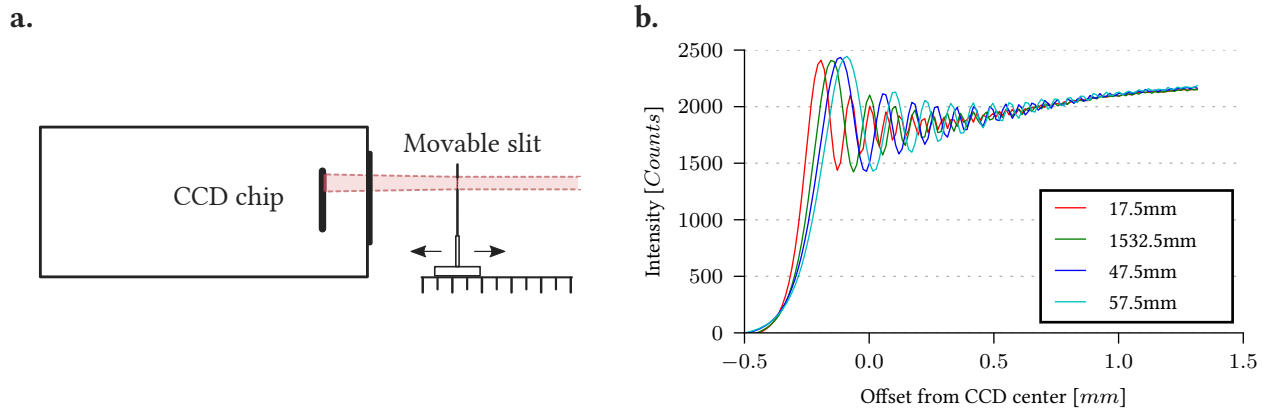 a.
Movable slit
CCD chip
b.
2500
2000
1500
1000
500
0
Intensity [Counts]
17.5mm
1532.5mm
47.5mm
57.5mm
−0.5
0.0
0.5
1.0
1.5
Offset from CCD center [mm]